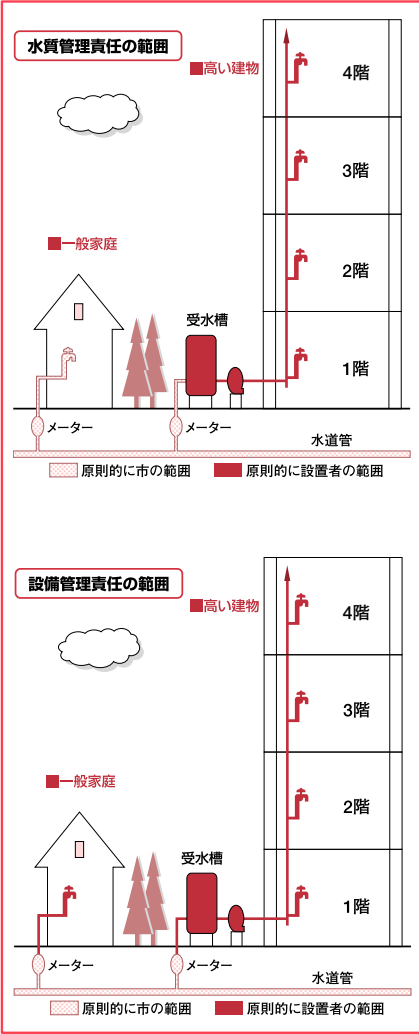 水質管理責任の範囲
■高い建物
4階
3階
■一般家庭
2階
受水槽
1階
メーター
メーター
水道管
原則的に市の範囲
原則的に設置者の範囲
設備管理責任の範囲
■高い建物
4階
3階
■一般家庭
2階
受水槽
1階
メーター
メーター
水道管
原則的に市の範囲
原則的に設置者の範囲